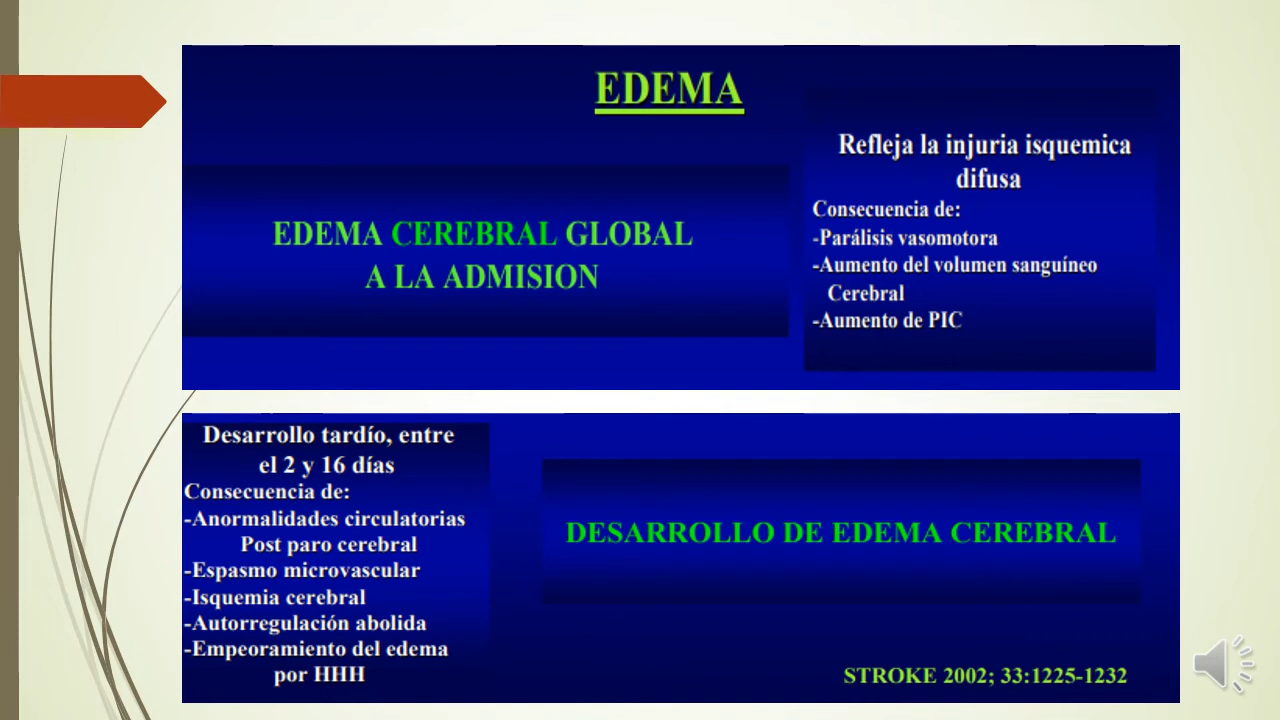 EDEMA
EDEMA CEREBRAL GLOBAL
A LA ADMISION
Refleja la injuria isquemica
difusa
Consecuencia de:
-Parálisis vasomotora
-Aumento del volumen sanguíneo
Cerebral
-Aumento de PIC
Desarrollo tardío, entre
el 2 y 16 días
Consecuencia de:
-Anormalidades circulatorias
Post paro cerebral
-Espasmo microvascular
-Isquemia cerebral
-Autorregulación abolida
-Empeoramiento del edema
por HHH
DESARROLLO DE EDEMA CEREBRAL
STROKE 2002; 33:1225-1232